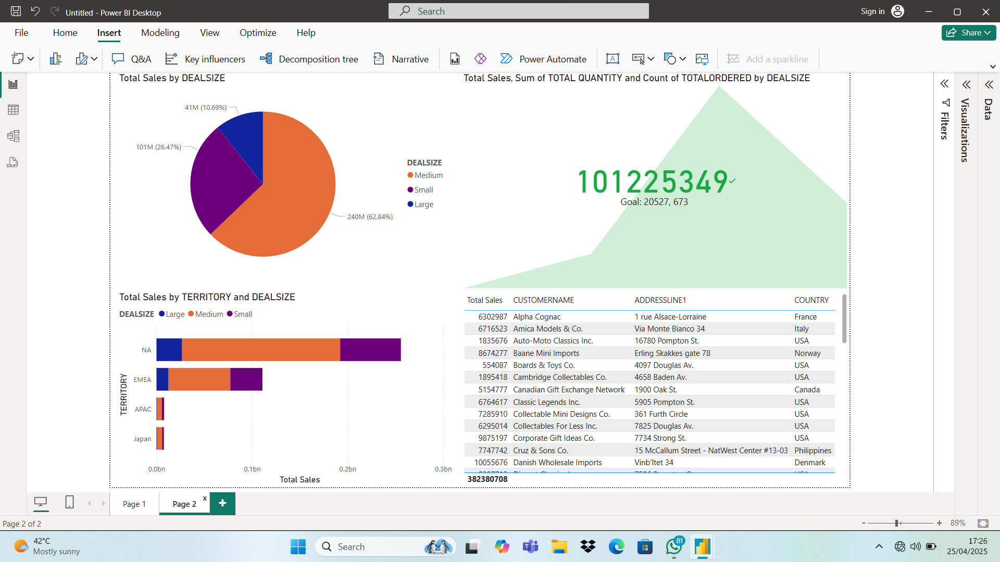 Untitled - Power BI Desktop
Search
Sign in
File Home Insert Modeling View Optimize Help
Share
Q&A Key influencers Decomposition tree Narrative Power Automate Add a sparkline
Total Sales by DEALSIZE
41M (10.69%)
101M (26.47%)
240M (62.84%)
DEALSIZE
Medium
Small
Large
Total Sales, Sum of TOTAL QUANTITY and Count of TOTALORDERED by DEALSIZE
101225349
Goal: 20527, 673
Filters
Visualizations
Data
DAX
Total Sales by TERRITORY and DEALSIZE
DEALSIZE Large Medium Small
TERRITORY
NA
EMEA
APAC
Japan
0.0bn 0.1bn 0.2bn 0.3bn
Total Sales
Total Sales CUSTOMERNAME ADDRESSLINE1 COUNTRY
6302987 Alpha Cognac 1 rue Alsace-Lorraine France
6716523 Amica Models & Co. Via Monte Bianco 34 Italy
1835676 Auto-Moto Classics Inc. 16780 Pompton St. USA
8674277 Baane Mini Imports Erling Skakkes gate 78 Norway
554087 Boards & Toys Co. 4097 Douglas Av. USA
1895418 Cambridge Collectables Co. 4658 Baden Av. USA
5154777 Canadian Gift Exchange Network 1900 Oak St. Canada
6764617 Classic Legends Inc. 5905 Pompton St. USA
7285910 Collectable Mini Designs Co. 361 Furth Circle USA
6295014 Collectables For Less Inc. 7825 Douglas Av. USA
9875197 Corporate Gift Ideas Co. 7734 Strong St. USA
7747742 Cruz & Sons Co. 15 McCallum Street - NatWest Center #13-03 Philippines
10055676 Danish Wholesale Imports Vinb'ltet 34 Denmark
382380708
Page 1
Page 2 x
Page 2 of 2
- + 89%
42°C
Mostly sunny
Search
81
17:26
25/04/2025